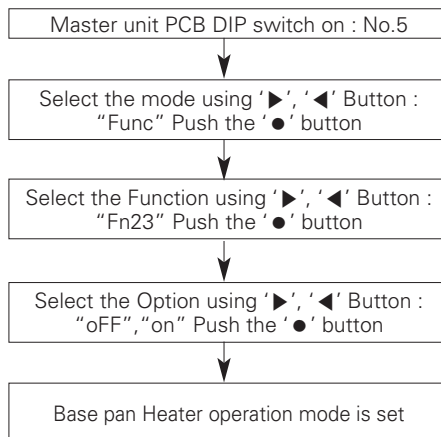 Master unit PCB DIP switch on : No.5
Select the mode using ‘▶’, ‘◀’ Button :
“Func” Push the ‘●’ button
Select the Function using ‘▶’, ‘◀’ Button :
“Fn23” Push the ‘●’ button
Select the Option using ‘▶’, ‘◀’ Button :
“oFF”,“on” Push the ‘●’ button
Base pan Heater operation mode is set